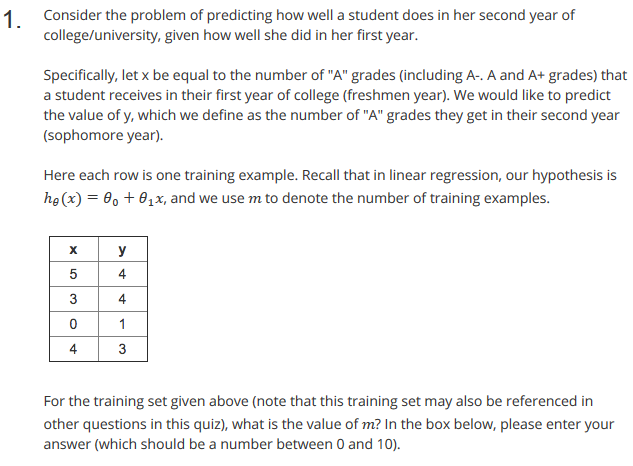 1. Consider the problem of predicting how well a student does in her second year of
college/university, given how well she did in her first year.
Specifically, let x be equal to the number of "A" grades (including A-. A and A+ grades) that
a student receives in their first year of college (freshmen year). We would like to predict
the value of y, which we define as the number of "A" grades they get in their second year
(sophomore year).
Here each row is one training example. Recall that in linear regression, our hypothesis is
hθ(x) = θ0 + θ1x, and we use m to denote the number of training examples.
x y
5 4
3 4
0 1
4 3
For the training set given above (note that this training set may also be referenced in
other questions in this quiz), what is the value of m? In the box below, please enter your
answer (which should be a number between 0 and 10).